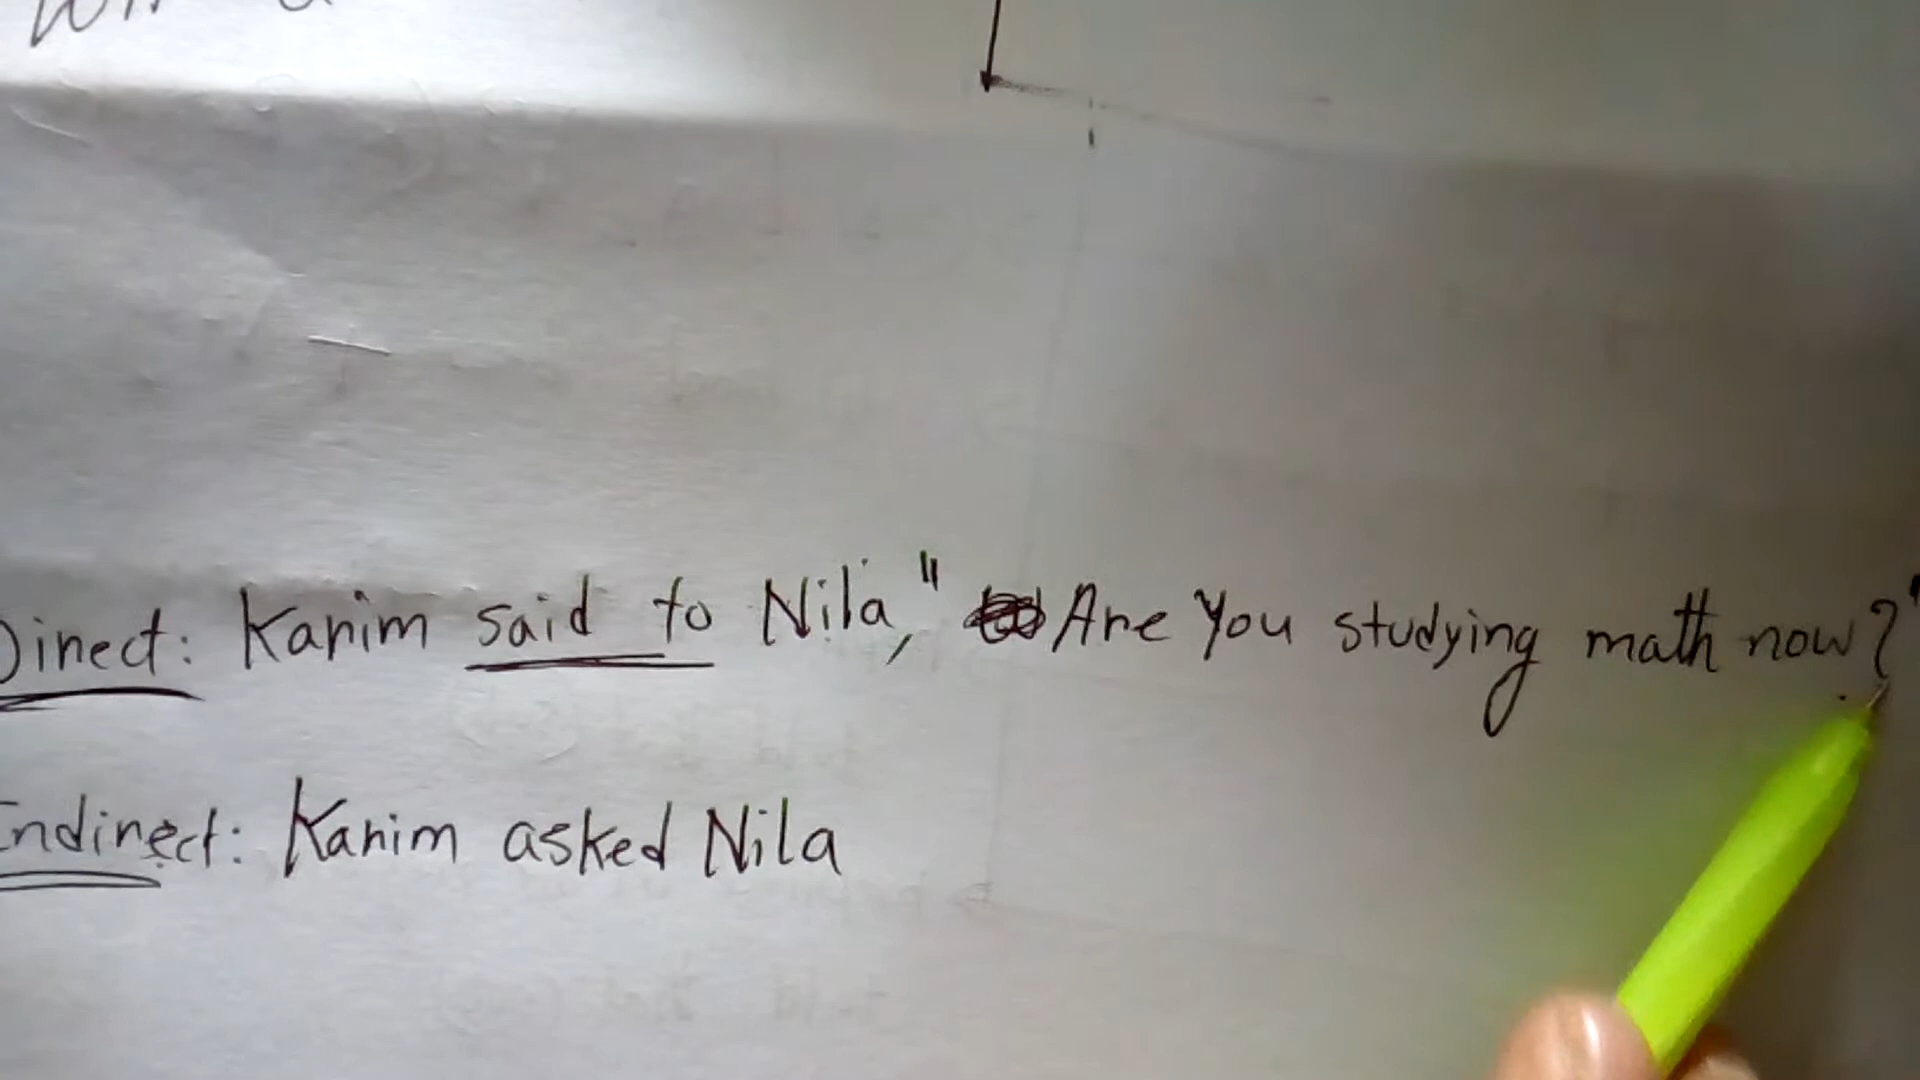 Direct: Karim said to Nila, " Are You studying math now?"
Indirect: Karim asked Nila